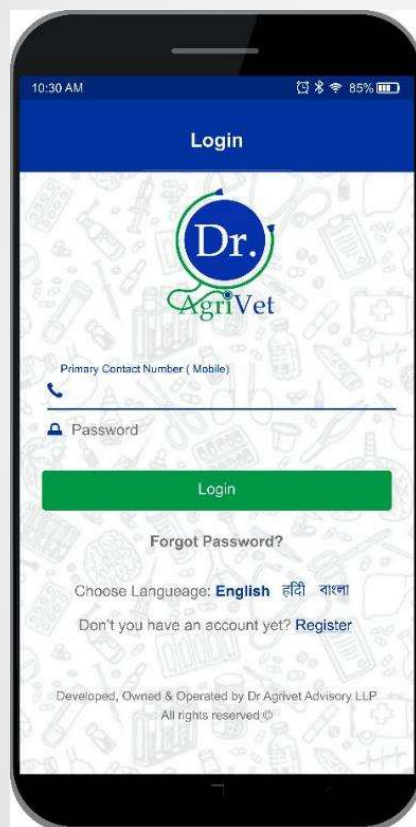 10:30 AM 85%
Login
Dr.
AgriVet
Primary Contact Number ( Mobile)
Password
Login
Forgot Password?
Choose Langueage: English हिंदी বাংলা
Don't you have an account yet? Register
Developed, Owned & Operated by Dr Agrivet Advisory LLP
All rights reserved ©